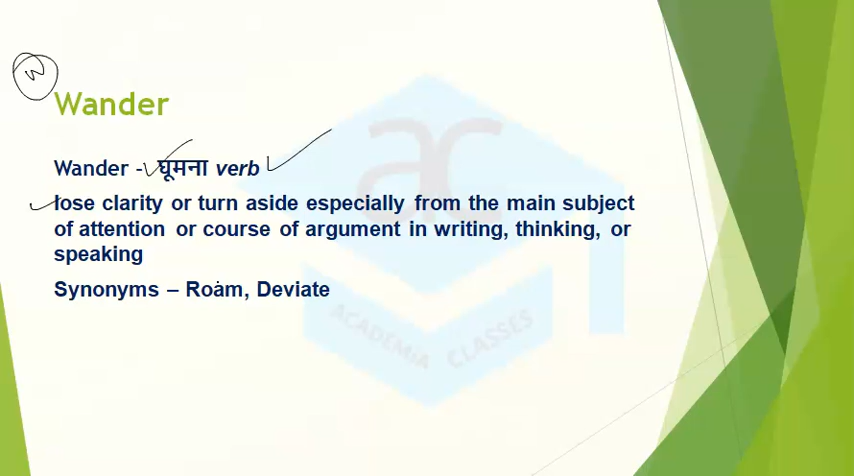 W
Wander
Wander - घूमना verb
lose clarity or turn aside especially from the main subject
of attention or course of argument in writing, thinking, or
speaking
Synonyms – Roam, Deviate
ac
ACADEMiA CLASSES